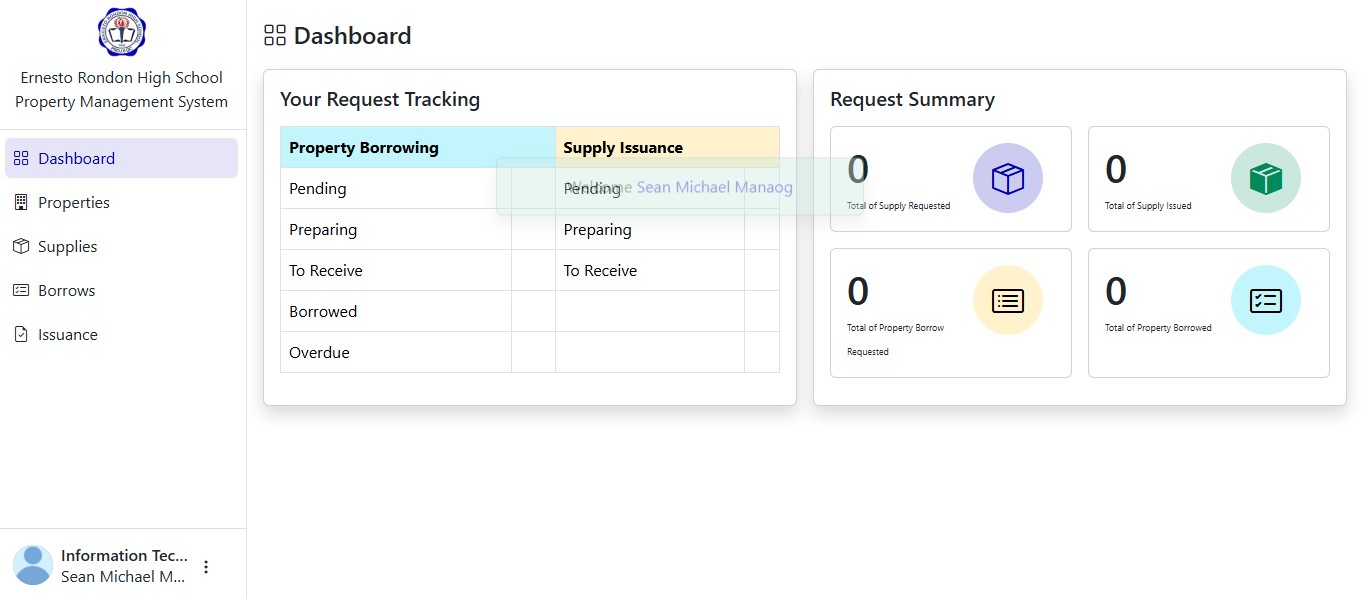 Ernesto Rondon High School
Property Management System
Dashboard
Properties
Supplies
Borrows
Issuance
Information Tec...
Sean Michael M...
Dashboard
Your Request Tracking
Property Borrowing Supply Issuance
Pending Pending
Welcome Sean Michael Manaog
Preparing Preparing
To Receive To Receive
Borrowed
Overdue
Request Summary
0
Total of Supply Requested
0
Total of Supply Issued
0
Total of Property Borrow
Requested
0
Total of Property Borrowed